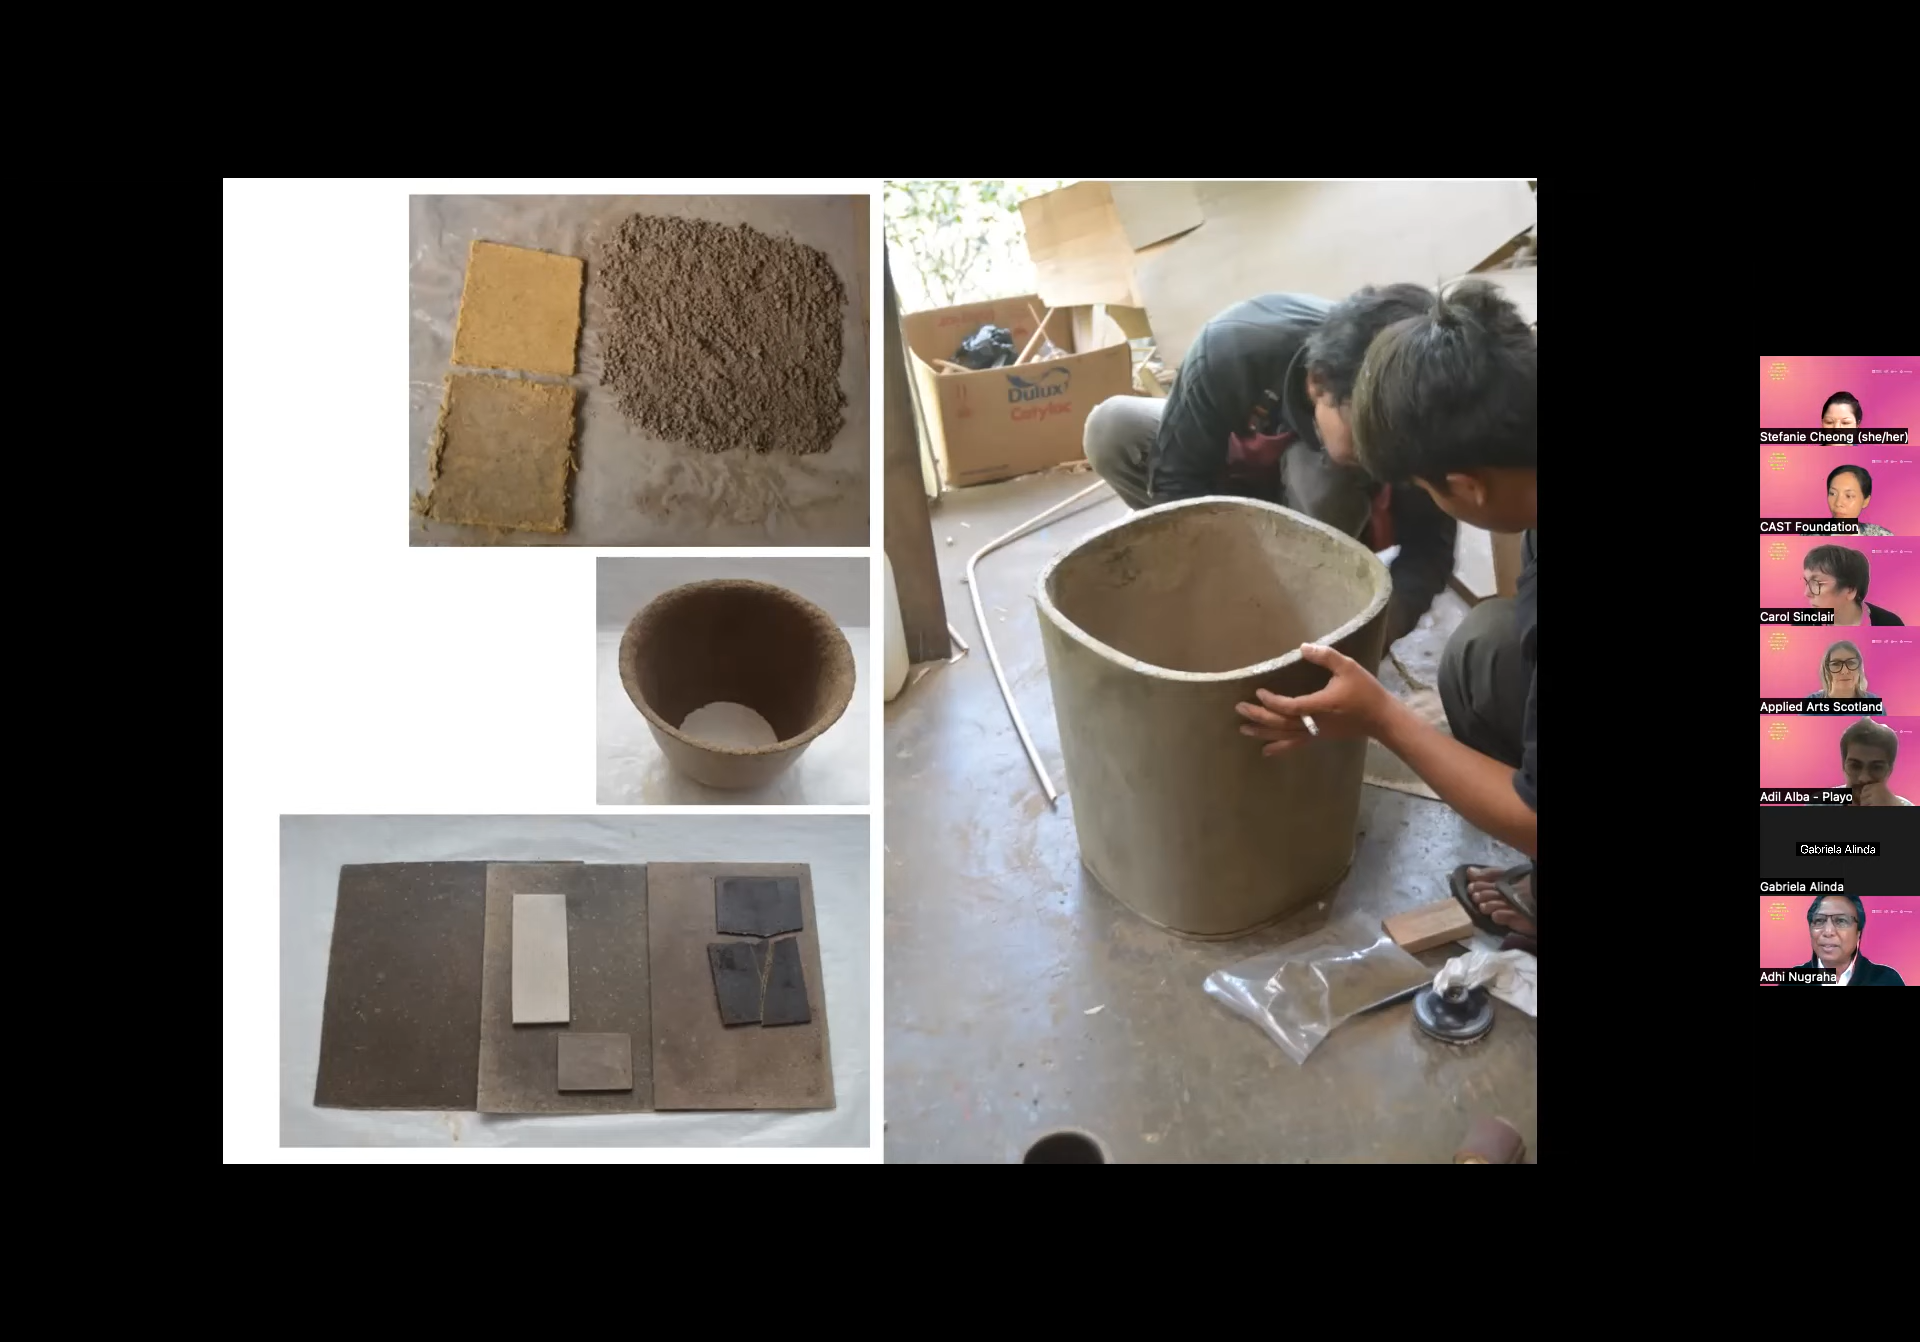 Dulux
Catylac
Stefanie Cheong (she/her)
CAST Foundation
Carol Sinclair
Applied Arts Scotland
Adil Alba - Playo
Gabriela Alinda
Gabriela Alinda
Adhi Nugraha